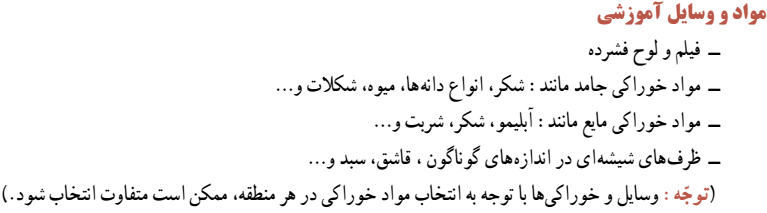 مواد و وسایل آموزشی
ــ فیلم و لوح فشرده
ــ مواد خوراکی جامد مانند : شکر، انواع دانه‌ها، میوه، شکلات و...
ــ مواد خوراکی مایع مانند : آبلیمو، شکر، شربت و...
ــ ظرف‌های شیشه‌ای در اندازه‌های گوناگون ، قاشق، سبد و...
(توجّه : وسایل و خوراکی‌ها با توجه به انتخاب مواد خوراکی در هر منطقه، ممکن است متفاوت انتخاب شود.)